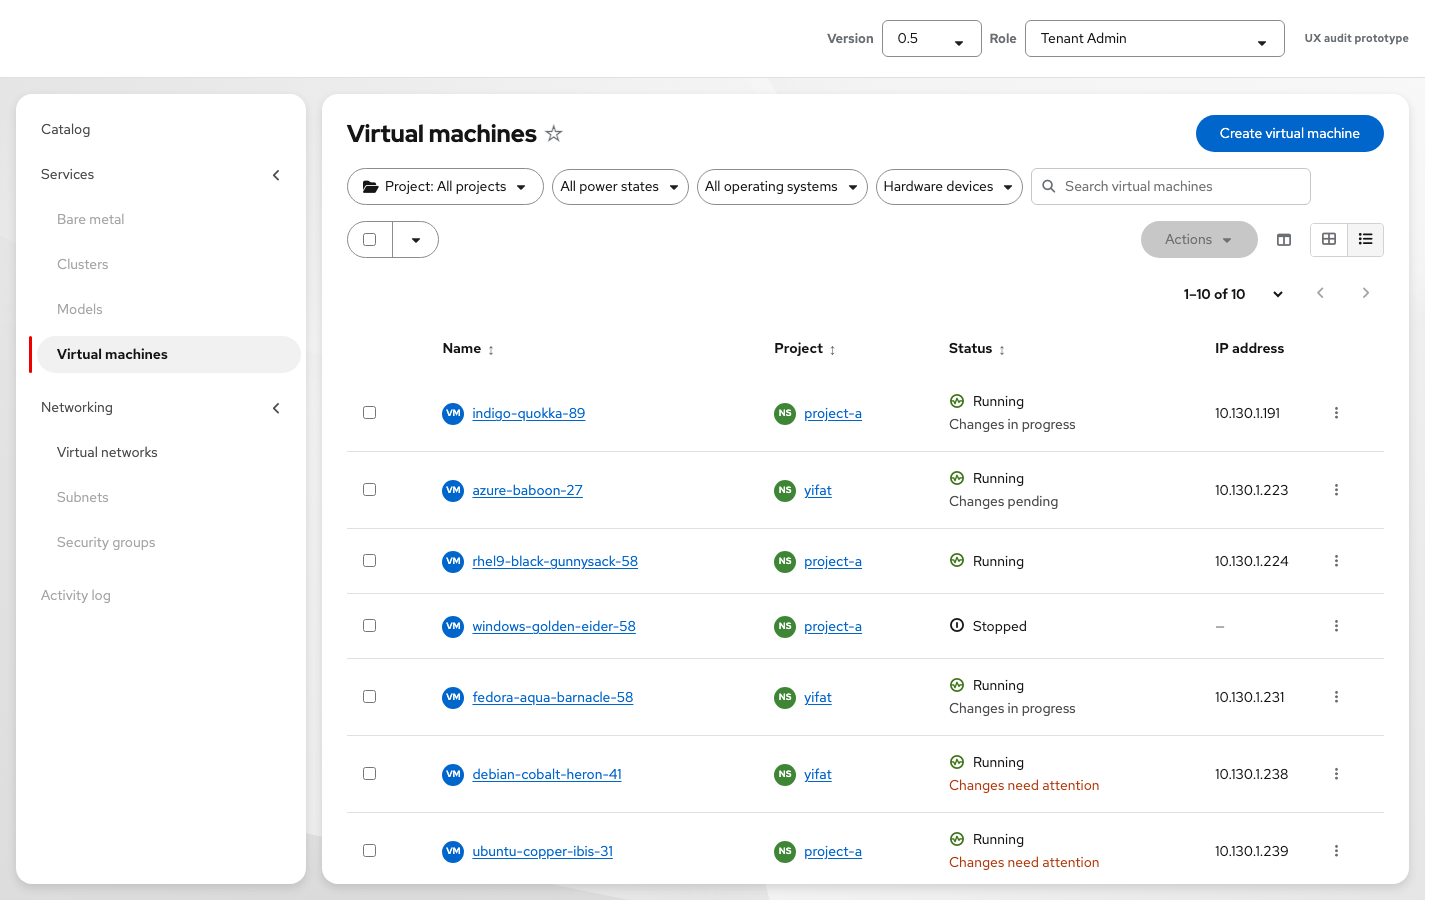 Version 0.5 Role Tenant Admin UX audit prototype
Catalog
Services
Bare metal
Clusters
Models
Virtual machines
Networking
Virtual networks
Subnets
Security groups
Activity log
Virtual machines Create virtual machine
Project: All projects All power states All operating systems Hardware devices Search virtual machines
Actions
1–10 of 10
Name Project Status IP address
VM indigo-quokka-89 NS project-a Running 10.130.1.191
Changes in progress
VM azure-baboon-27 NS yifat Running 10.130.1.223
Changes pending
VM rhel9-black-gunnysack-58 NS project-a Running 10.130.1.224
VM windows-golden-eider-58 NS project-a Stopped –
VM fedora-aqua-barnacle-58 NS yifat Running 10.130.1.231
Changes in progress
VM debian-cobalt-heron-41 NS yifat Running 10.130.1.238
Changes need attention
VM ubuntu-copper-ibis-31 NS project-a Running 10.130.1.239
Changes need attention